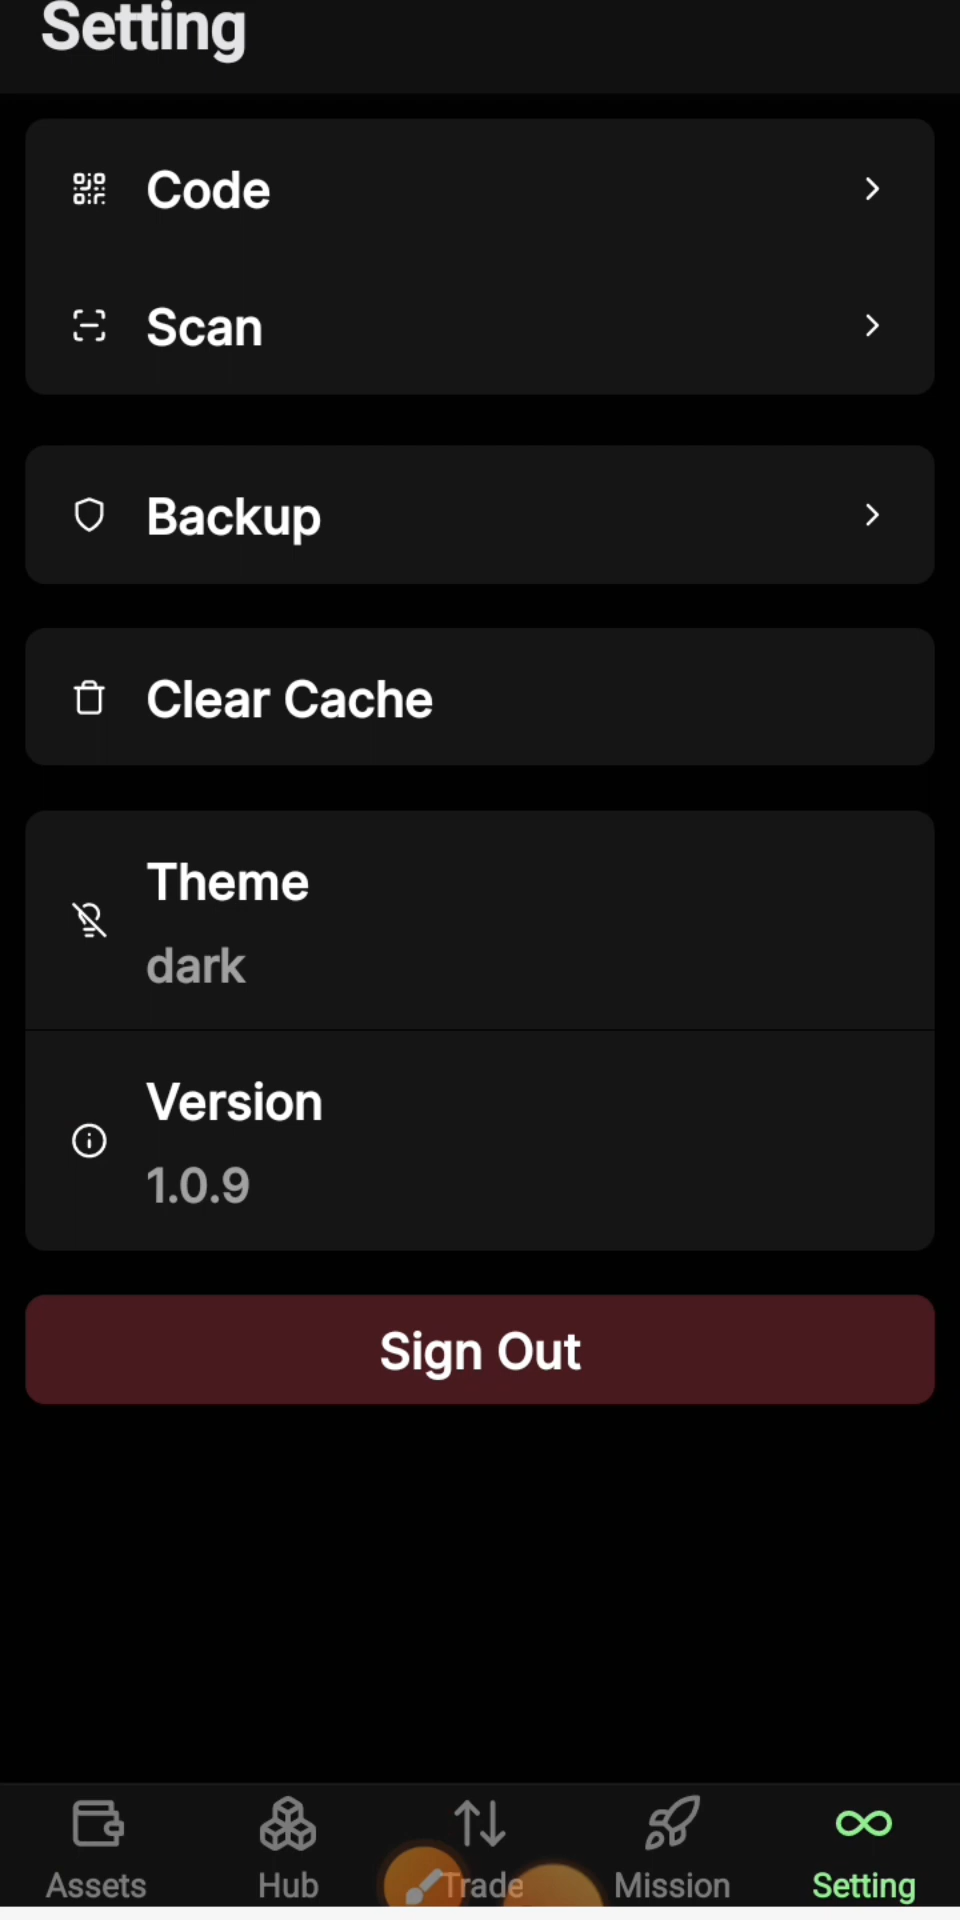 Setting
Code
Scan
Backup
Clear Cache
Theme
dark
Version
1.0.9
Sign Out
Assets
Hub
Trade
Mission
Setting